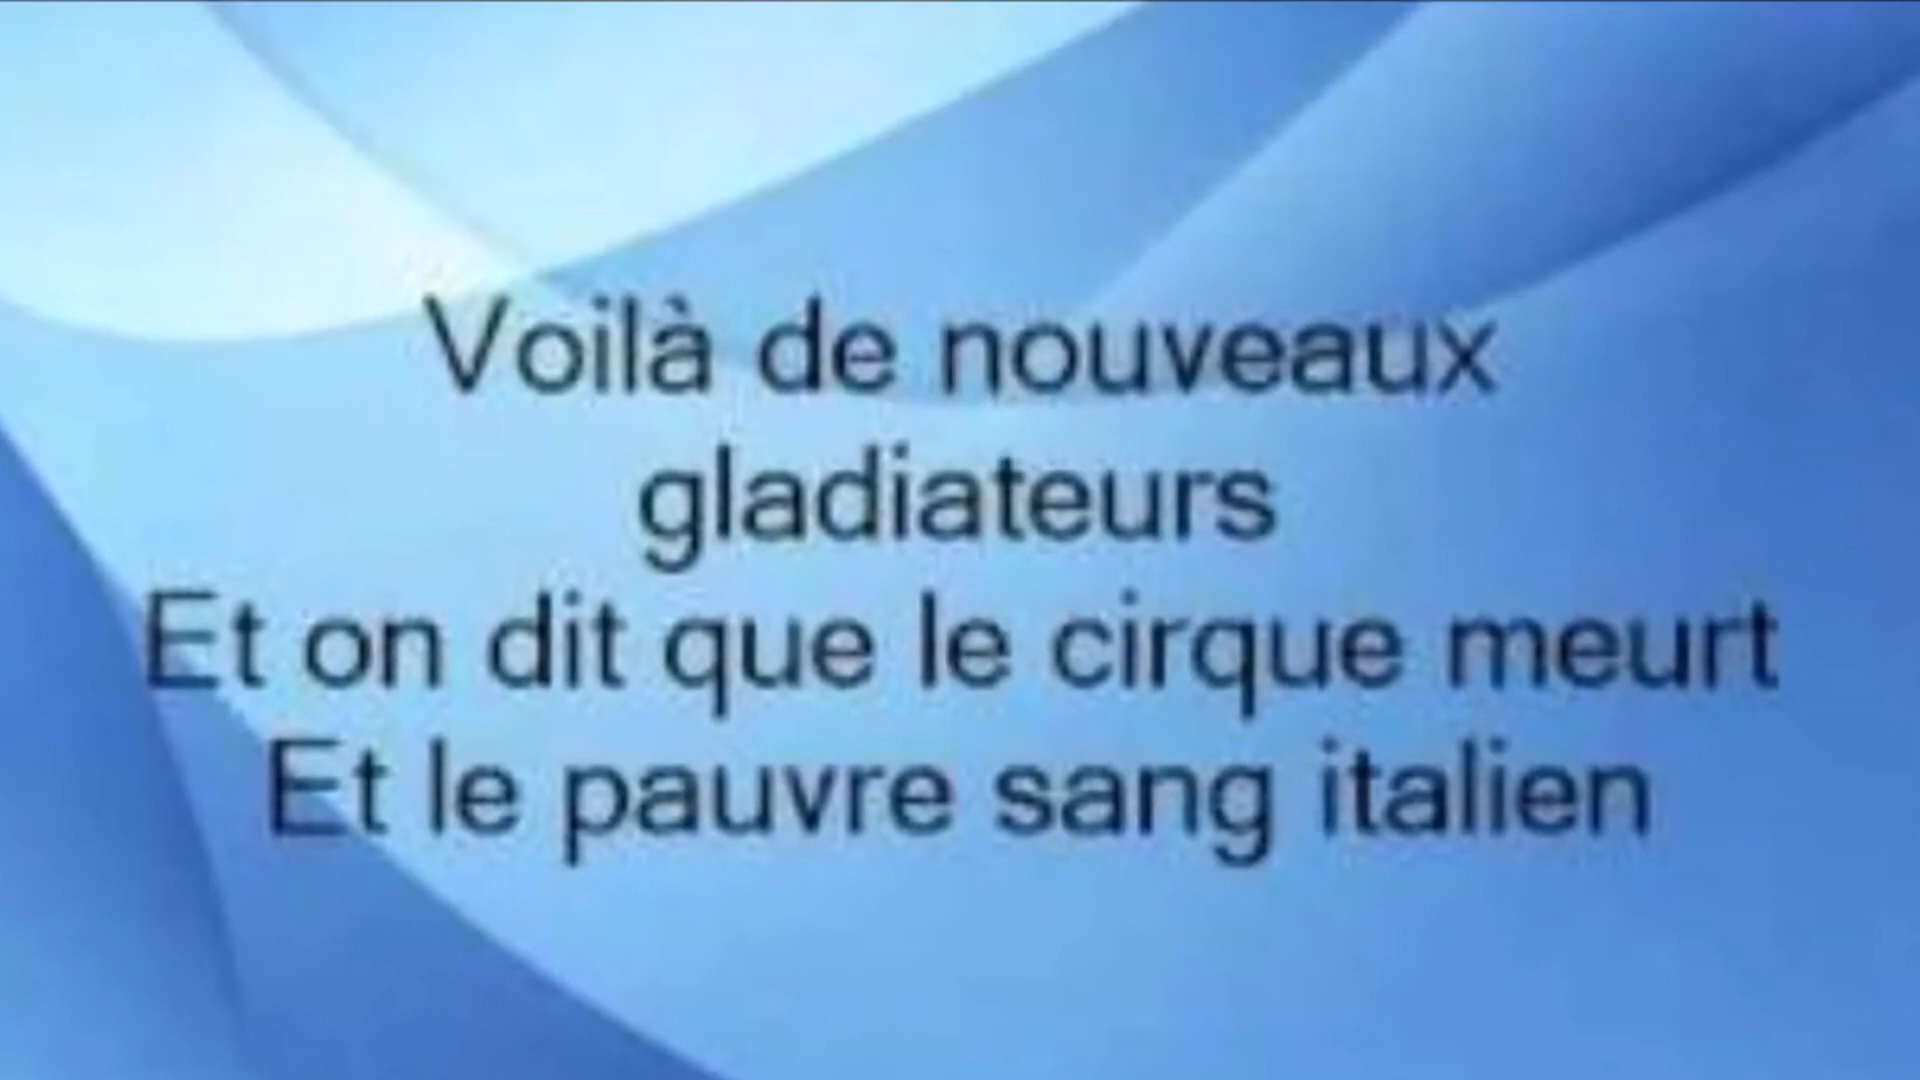 Voilà de nouveaux
gladiateurs
Et on dit que le cirque meurt
Et le pauvre sang italien